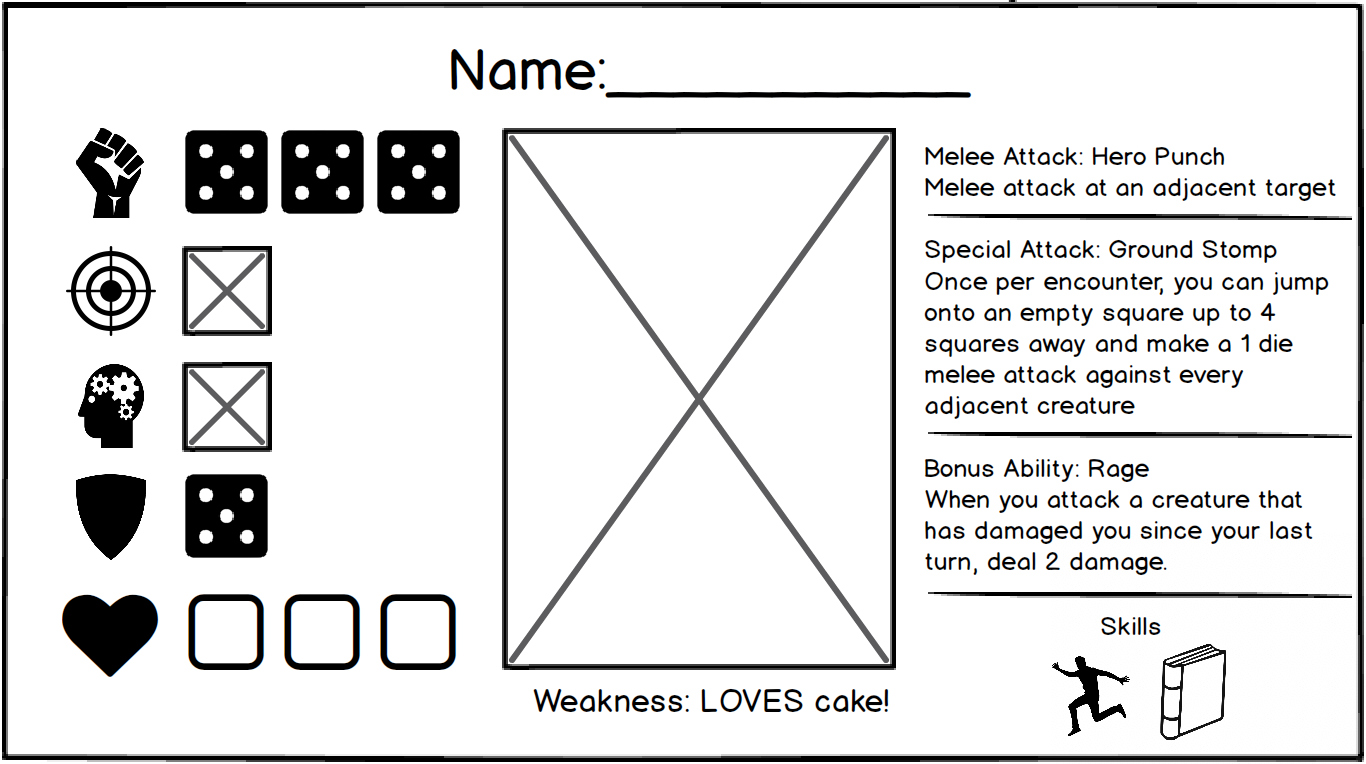 Name:_______________
Melee Attack: Hero Punch
Melee attack at an adjacent target
Special Attack: Ground Stomp
Once per encounter, you can jump
onto an empty square up to 4
squares away and make a 1 die
melee attack against every
adjacent creature
Bonus Ability: Rage
When you attack a creature that
has damaged you since your last
turn, deal 2 damage.
Skills
Weakness: LOVES cake!